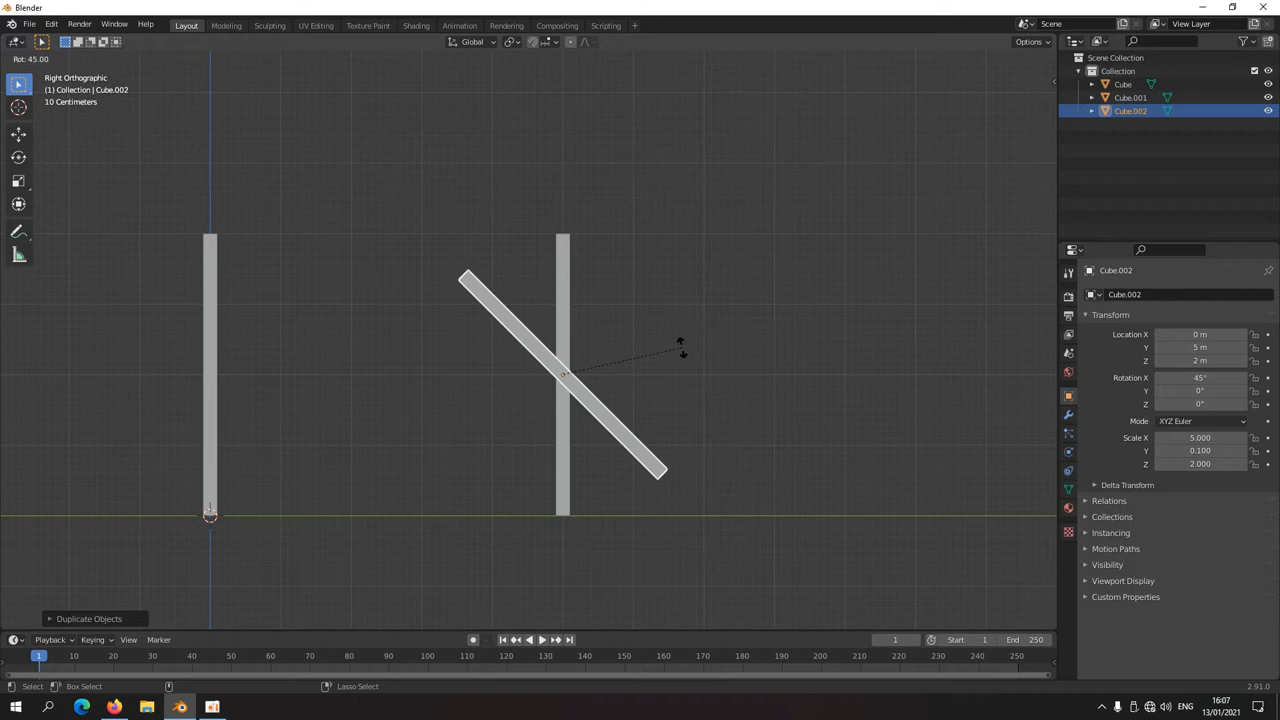 Blender
File Edit Render Window Help
Layout Modeling Sculpting UV Editing Texture Paint Shading Animation Rendering Compositing Scripting +
Scene
View Layer
Global
Options
Rot: 45.00
Right Orthographic
(1) Collection | Cube.002
10 Centimeters
Scene Collection
Collection
Cube
Cube.001
Cube.002
Cube.002
Cube.002
Transform
Location X 0 m
Y 5 m
Z 2 m
Rotation X 45°
Y 0°
Z 0°
Mode XYZ Euler
Scale X 5.000
Y 0.100
Z 2.000
Delta Transform
Relations
Collections
Instancing
Motion Paths
Visibility
Viewport Display
Custom Properties
Duplicate Objects
Playback Keying View Marker
1
Start 1
End 250
1 10 20 30 40 50 60 70 80 90 100 110 120 130 140 150 160 170 180 190 200 210 220 230 240 250
Select Box Select Lasso Select
2.91.0
ENG
16:07
13/01/2021